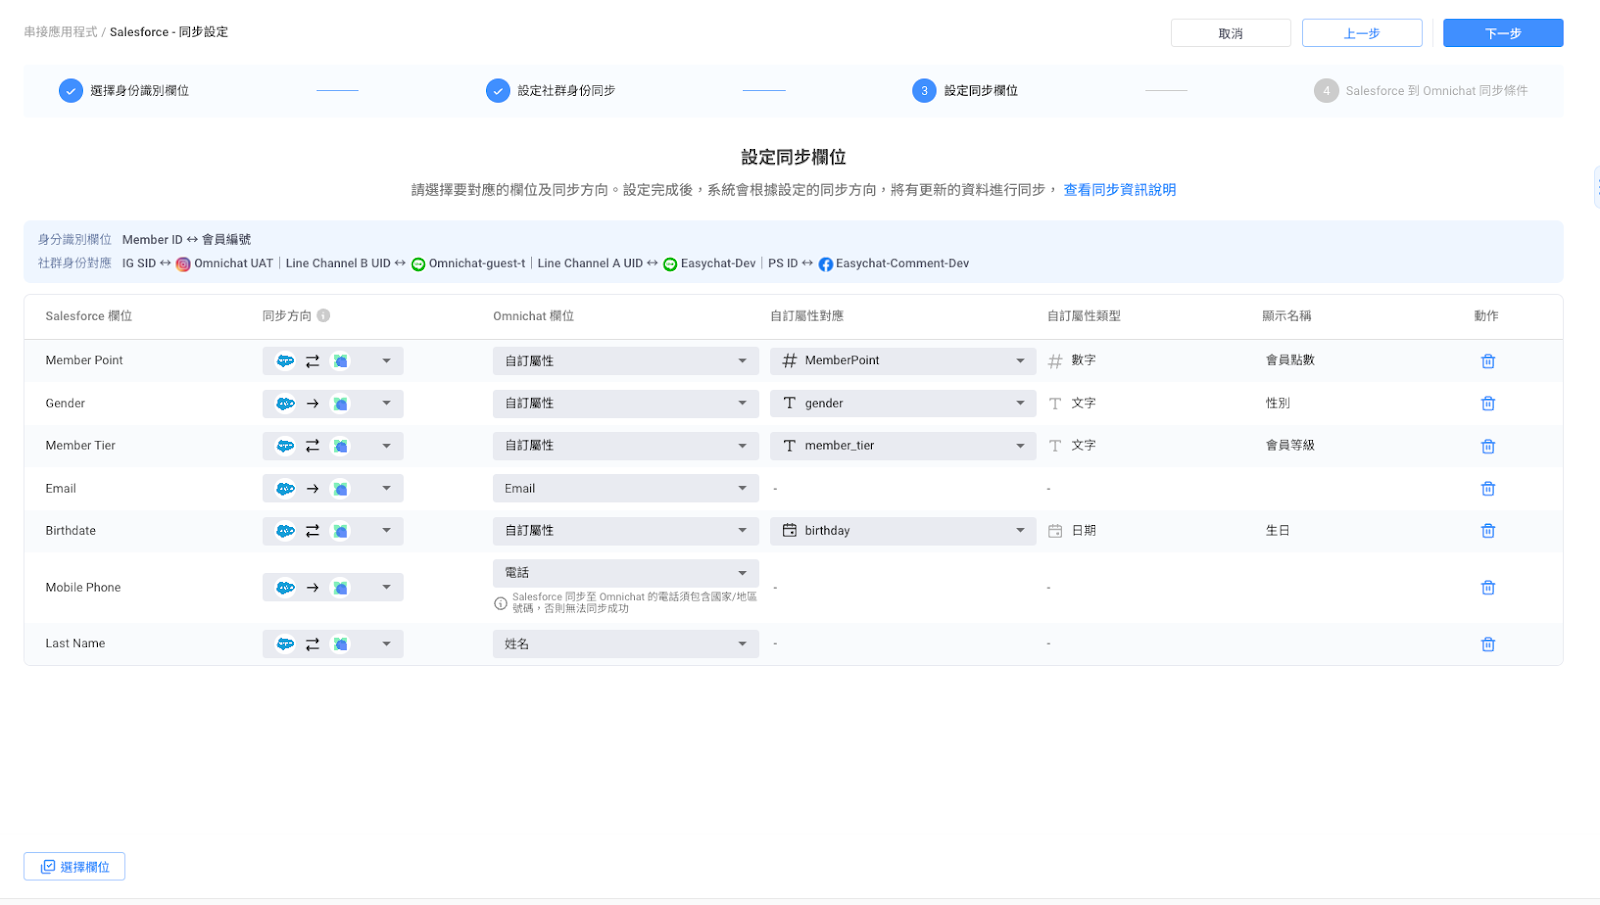 串接應用程式 / Salesforce - 同步設定
取消
上一步
下一步
選擇身份識別欄位
設定社群身份同步
3 設定同步欄位
4 Salesforce 到 Omnichat 同步條件
設定同步欄位
請選擇要對應的欄位及同步方向。設定完成後，系統會根據設定的同步方向，將有更新的資料進行同步， 查看同步資訊說明
身分識別欄位 Member ID ↔ 會員編號
社群身份對應 IG SID ↔ Omnichat UAT | Line Channel B UID ↔ Omnichat-guest-t | Line Channel A UID ↔ Easychat-Dev | PS ID ↔ Easychat-Comment-Dev
Salesforce 欄位 同步方向 Omnichat 欄位 自訂屬性對應 自訂屬性類型 顯示名稱 動作
Member Point 自訂屬性 # MemberPoint # 數字 會員點數
Gender 自訂屬性 T gender T 文字 性別
Member Tier 自訂屬性 T member_tier T 文字 會員等級
Email Email - -
Birthdate 自訂屬性 birthday 日期 生日
Mobile Phone 電話 - -
Salesforce 同步至 Omnichat 的電話須包含國家/地區
號碼，否則無法同步成功
Last Name 姓名 - -
選擇欄位